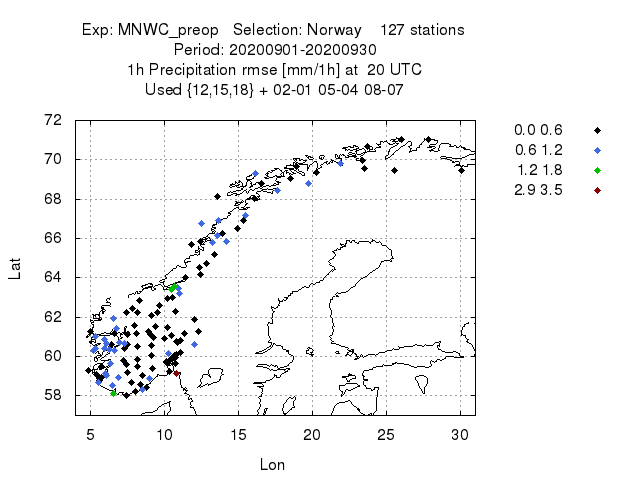 Exp: MNWC_preop   Selection: Norway    127 stations
Period: 20200901-20200930
1h Precipitation rmse [mm/1h] at  20 UTC
Used {12,15,18} + 02-01 05-04 08-07
72
70
68
66
64
62
60
58
Lat
5 10 15 20 25 30
Lon
0.0 0.6
0.6 1.2
1.2 1.8
2.9 3.5